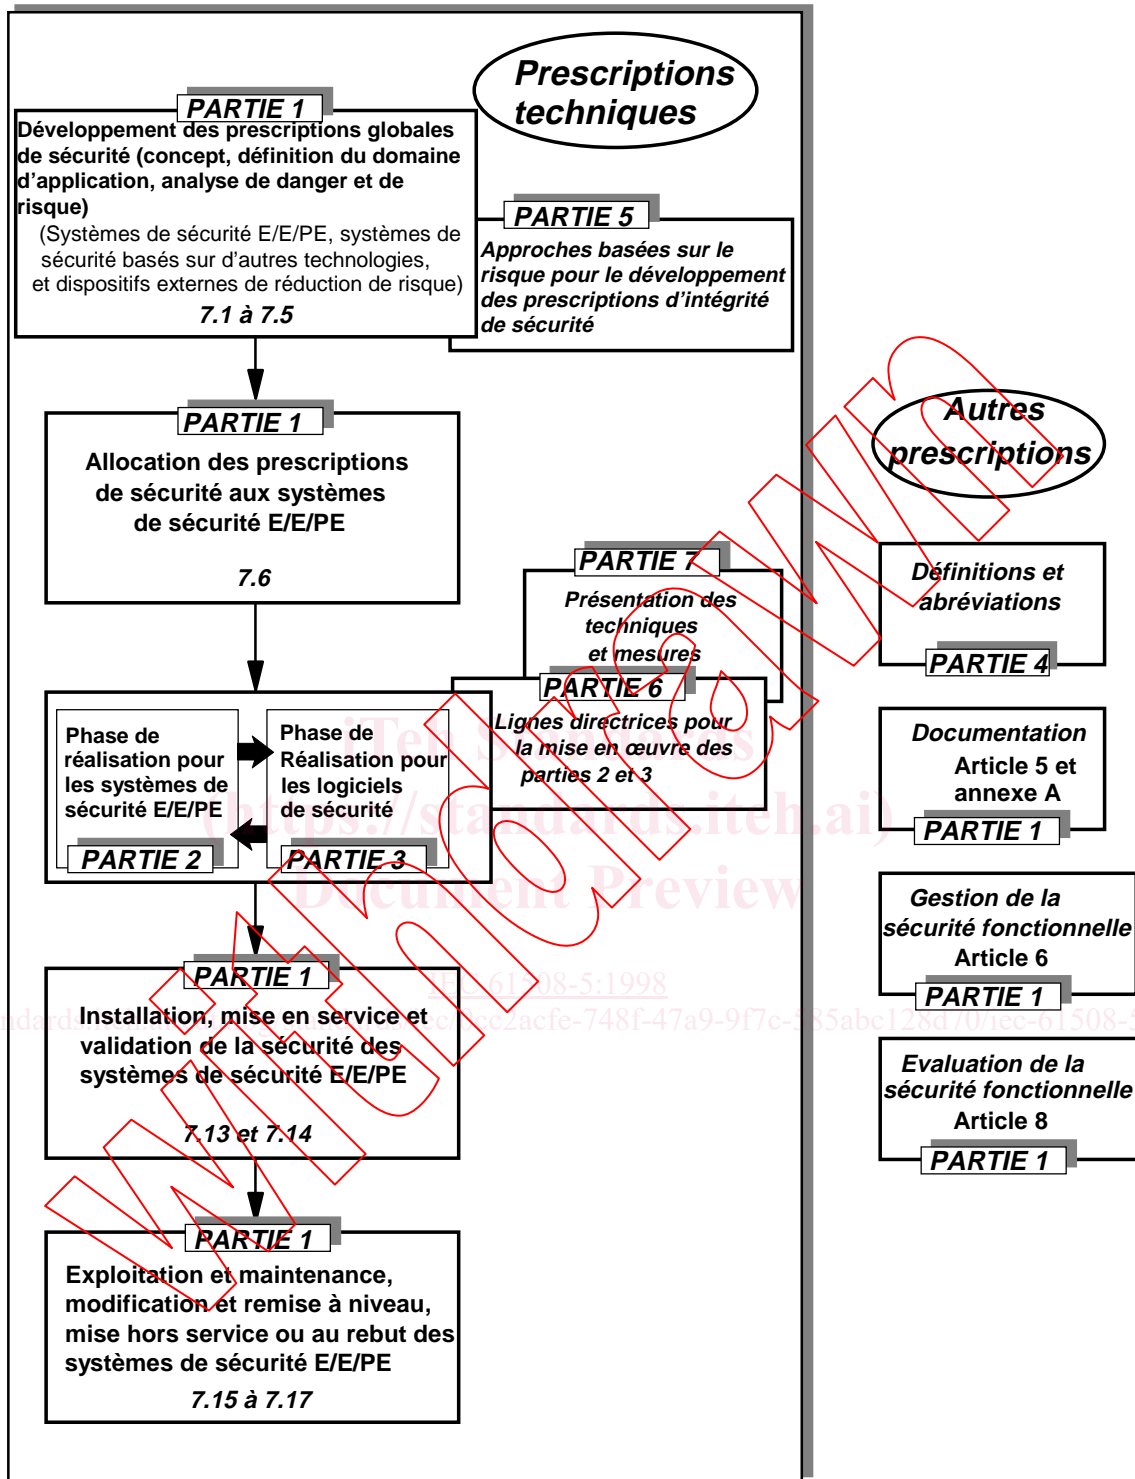 Prescriptions
techniques
PARTIE 1
Développement des prescriptions globales
de sécurité (concept, définition du domaine
d'application, analyse de danger et de
risque)
(Systèmes de sécurité E/E/PE, systèmes de
sécurité basés sur d'autres technologies,
et dispositifs externes de réduction de risque)
7.1 à 7.5
PARTIE 5
Approches basées sur le
risque pour le développement
des prescriptions d'intégrité
de sécurité
PARTIE 1
Allocation des prescriptions
de sécurité aux systèmes
de sécurité E/E/PE
7.6
PARTIE 7
Présentation des
techniques
et mesures
PARTIE 6
Lignes directrices pour
la mise en œuvre des
parties 2 et 3
Phase de
réalisation pour
les systèmes de
sécurité E/E/PE
PARTIE 2
Phase de
Réalisation pour
les logiciels
de sécurité
PARTIE 3
PARTIE 1
Installation, mise en service et
validation de la sécurité des
systèmes de sécurité E/E/PE
7.13 et 7.14
PARTIE 1
Exploitation et maintenance,
modification et remise à niveau,
mise hors service ou au rebut des
systèmes de sécurité E/E/PE
7.15 à 7.17
Autres
prescriptions
Définitions et
abréviations
PARTIE 4
Documentation
Article 5 et
annexe A
PARTIE 1
Gestion de la
sécurité fonctionnelle
Article 6
PARTIE 1
Evaluation de la
sécurité fonctionnelle
Article 8
PARTIE 1
iTeh Standards
(https://standards.iteh.ai)
Document Preview
IEC 61508-5:1998
Withdrawn